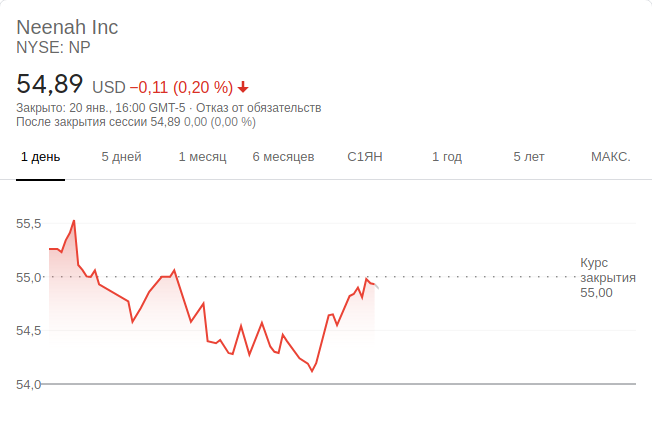 Neenah Inc
NYSE: NP
54,89 USD −0,11 (0,20 %)
Закрыто: 20 янв., 16:00 GMT-5 · Отказ от обязательств
После закрытия сессии 54,89 0,00 (0,00 %)
1 день 5 дней 1 месяц 6 месяцев С1ЯН 1 год 5 лет МАКС.
55,5
55,0
54,5
54,0
Курс
закрытия
55,00